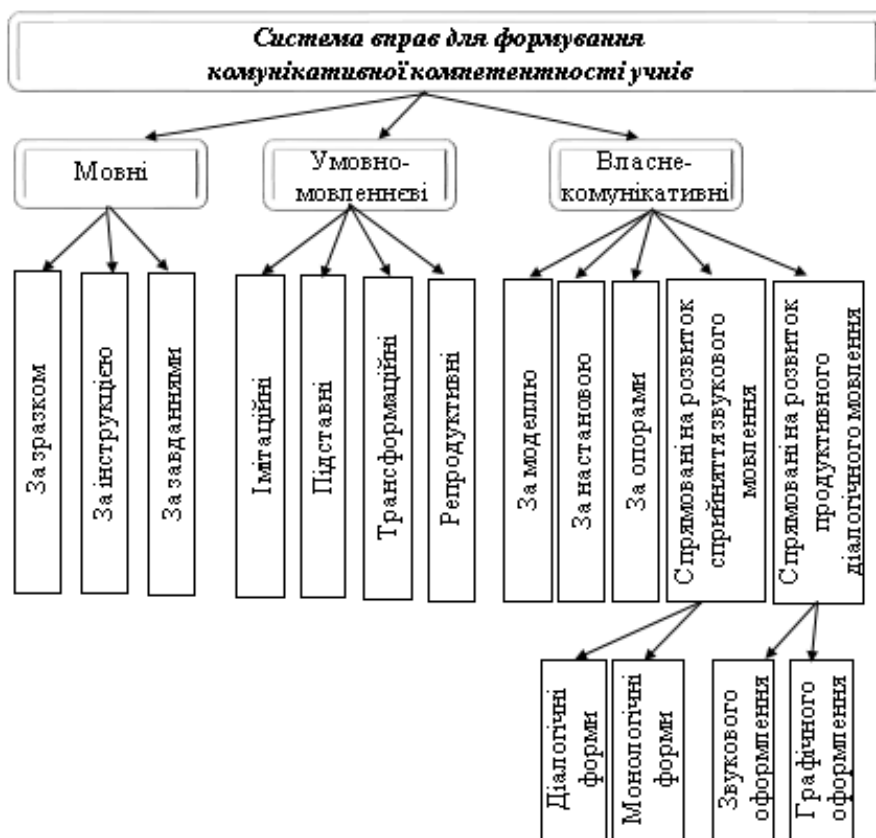 Система вправ для формування
комунікативної компетентності учнів
Мовні
Умовно-
мовленнєві
Власне-
комунікативні
За зразком
За інструкцією
За завданнями
Імітаційні
Підставні
Трансформаційні
Репродуктивні
За моделлю
За настановою
За опорами
Спрямовані на розвиток
сприйняття звукового
мовлення
Спрямовані на розвиток
продуктивного
діалогічного мовлення
Діалогічні
форми
Монологічні
форми
Звукового
оформлення
Графічного
оформлення